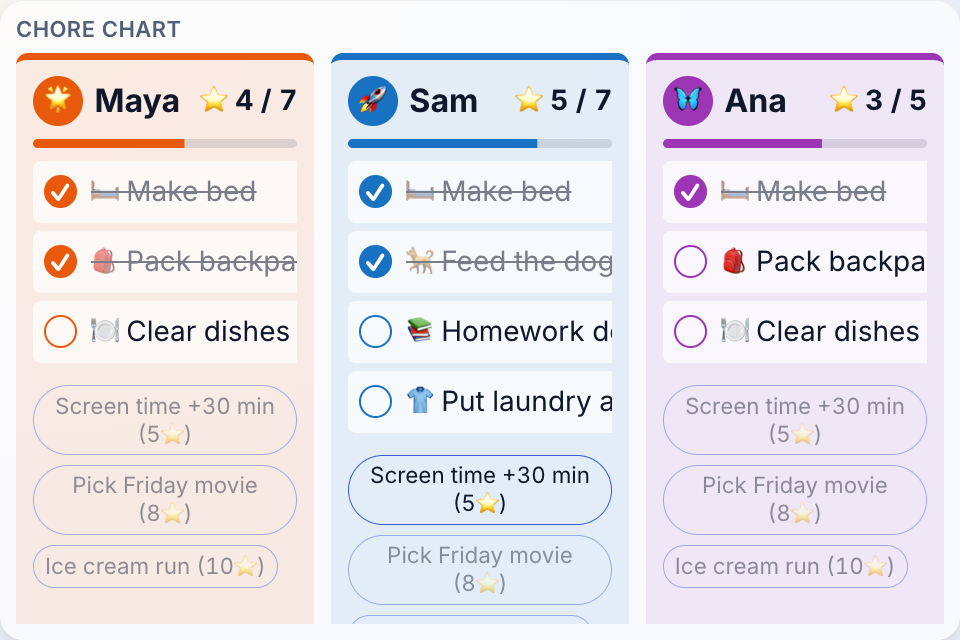 CHORE CHART
Maya ⭐ 4 / 7
Make bed
Pack backpa
Clear dishes
Screen time +30 min
(5⭐)
Pick Friday movie
(8⭐)
Ice cream run (10⭐)
Sam ⭐ 5 / 7
Make bed
Feed the dog
Homework d
Put laundry a
Screen time +30 min
(5⭐)
Pick Friday movie
(8⭐)
Ana ⭐ 3 / 5
Make bed
Pack backpa
Clear dishes
Screen time +30 min
(5⭐)
Pick Friday movie
(8⭐)
Ice cream run (10⭐)